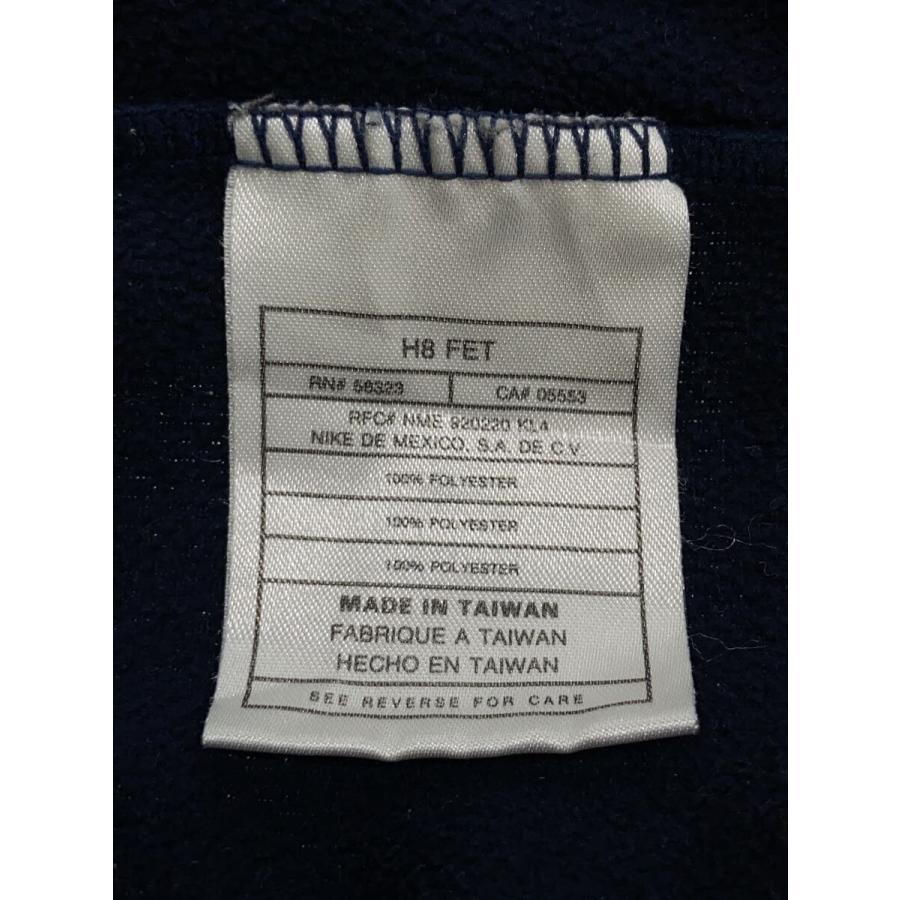 H8 FET
RN# 56323 CA# 05553
RFC# NME 920220 KL4
NIKE DE MEXICO, S.A. DE C.V.
100% POLYESTER
100% POLYESTER
100% POLYESTER
MADE IN TAIWAN
FABRIQUE A TAIWAN
HECHO EN TAIWAN
SEE REVERSE FOR CARE